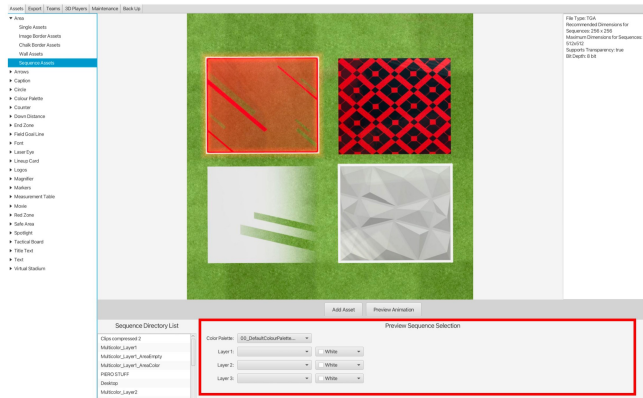 Assets Export Teams 3D Players Maintenance Back Up
Area
Single Assets
Image Border Assets
Chalk Border Assets
Wall Assets
Sequence Assets
Arrows
Caption
Circle
Colour Palette
Counter
Down Distance
End Zone
Field Goal Line
Font
Laser Eye
Lineup Card
Logos
Magnifier
Markers
Measurement Table
Movie
Red Zone
Safe Area
Spotlight
Tactical Board
Title Text
Text
Virtual Stadium
File Type: TGA
Recommended Dimensions for
Sequences: 256 x 256
Maximum Dimensions for Sequences:
512x512
Supports Transparency: true
Bit Depth: 8 bit
Add Asset Preview Animation
Sequence Directory List
Clips compressed 2
Multicolor_Layer1
Multicolor_Layer1_AreaEmpty
Multicolor_Layer1_AreaColor
PIERO STUFF
Desktop
Multicolor_Layer2
Preview Sequence Selection
Color Palette: 00_DefaultColourPalette...
Layer 1: White
Layer 2: White
Layer 3: White